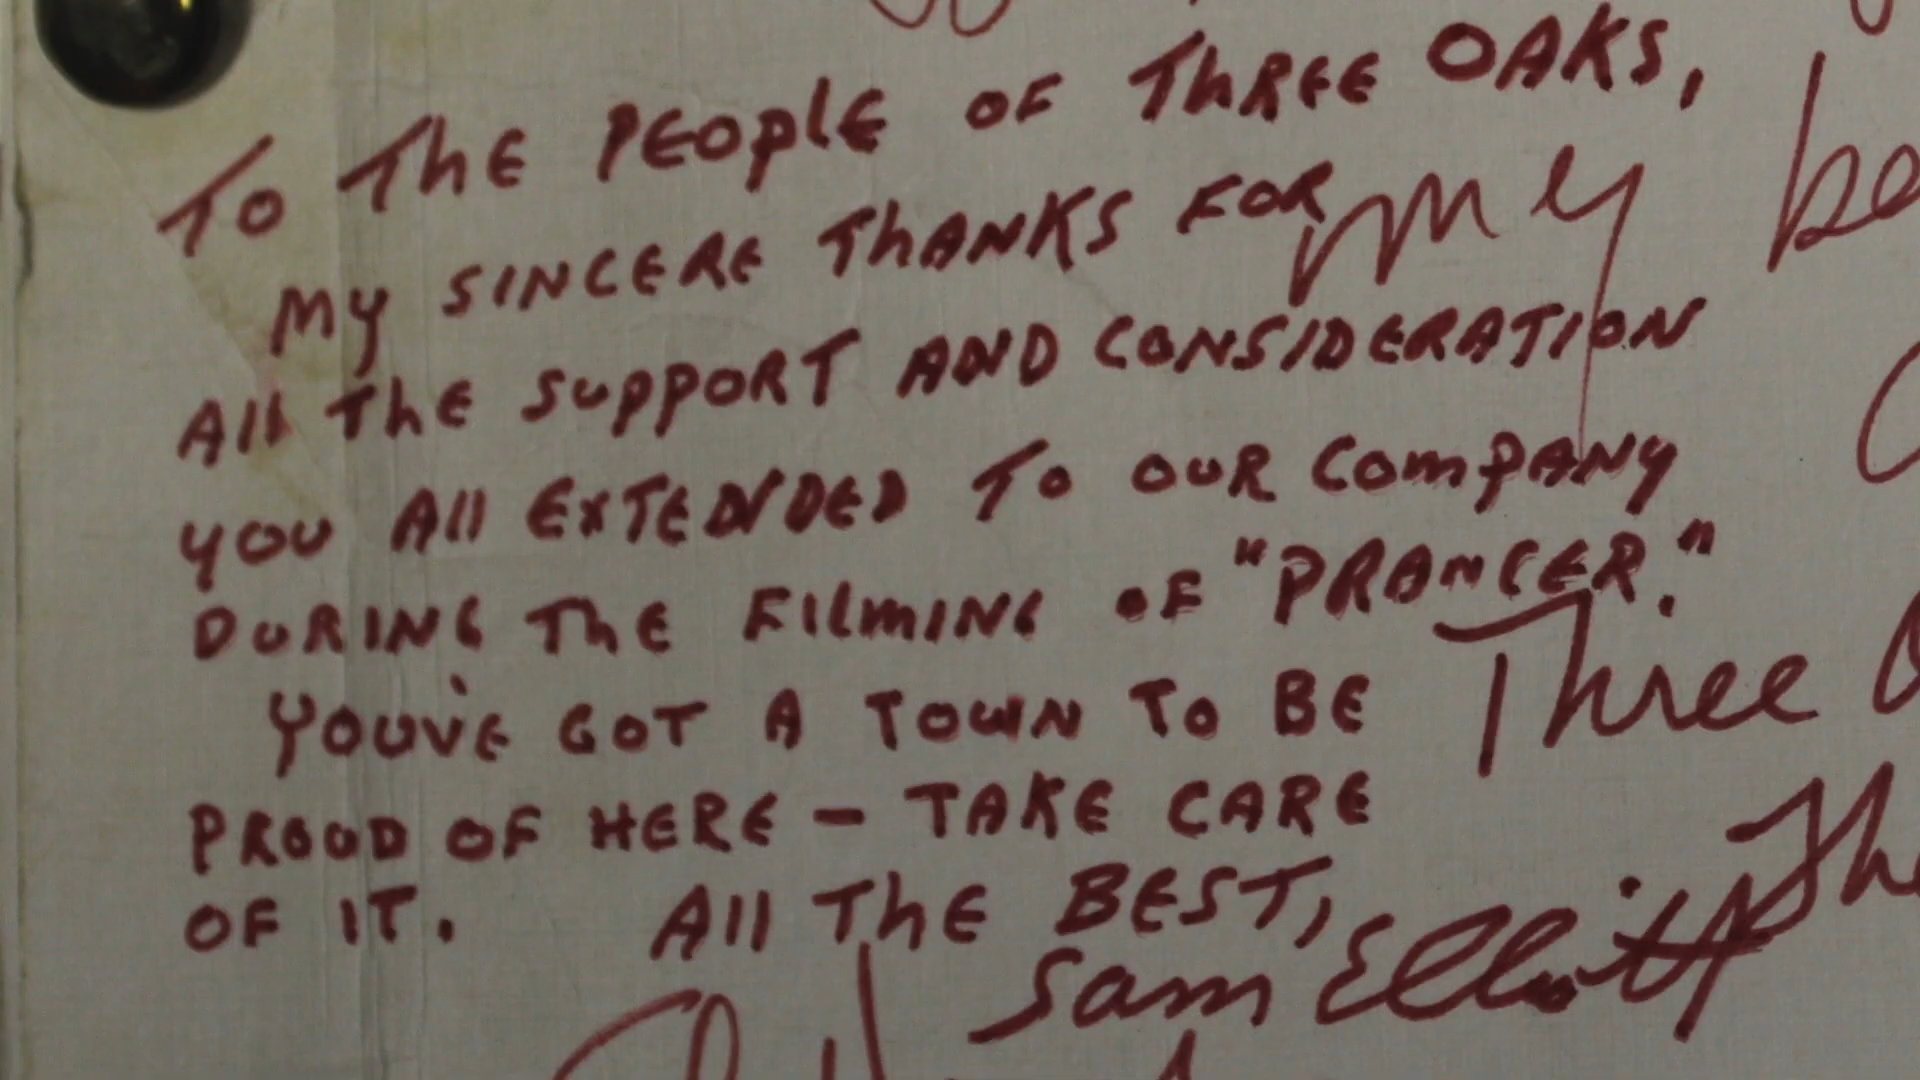 TO THE PEOPLE OF THREE OAKS,
MY SINCERE THANKS FOR
ALL THE SUPPORT AND CONSIDERATION
YOU ALL EXTENDED TO OUR COMPANY
DURING THE FILMING OF "PRANCER."
YOU'VE GOT A TOWN TO BE
PROUD OF HERE – TAKE CARE
OF IT. ALL THE BEST,
Sam Elliott
my
Three